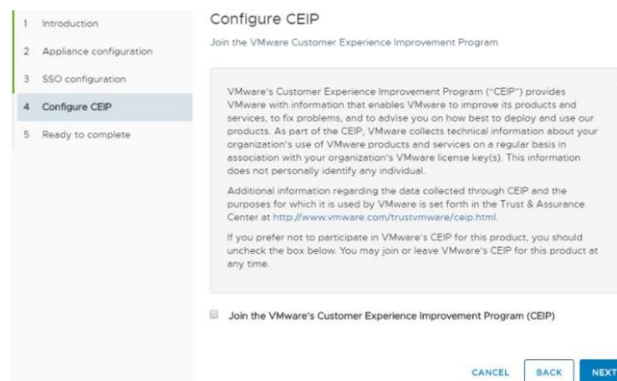 1 Introduction
2 Appliance configuration
3 SSO configuration
4 Configure CEIP
5 Ready to complete
Configure CEIP
Join the VMware Customer Experience Improvement Program
VMware's Customer Experience Improvement Program ("CEIP") provides
VMware with information that enables VMware to improve its products and
services, to fix problems, and to advise you on how best to deploy and use our
products. As part of the CEIP, VMware collects technical information about your
organization's use of VMware products and services on a regular basis in
association with your organization's VMware license key(s). This information
does not personally identify any individual.
Additional information regarding the data collected through CEIP and the
purposes for which it is used by VMware is set forth in the Trust & Assurance
Center at http://www.vmware.com/trustvmware/ceip.html.
If you prefer not to participate in VMware's CEIP for this product, you should
uncheck the box below. You may join or leave VMware's CEIP for this product at
any time.
Join the VMware's Customer Experience Improvement Program (CEIP)
CANCEL BACK NEXT